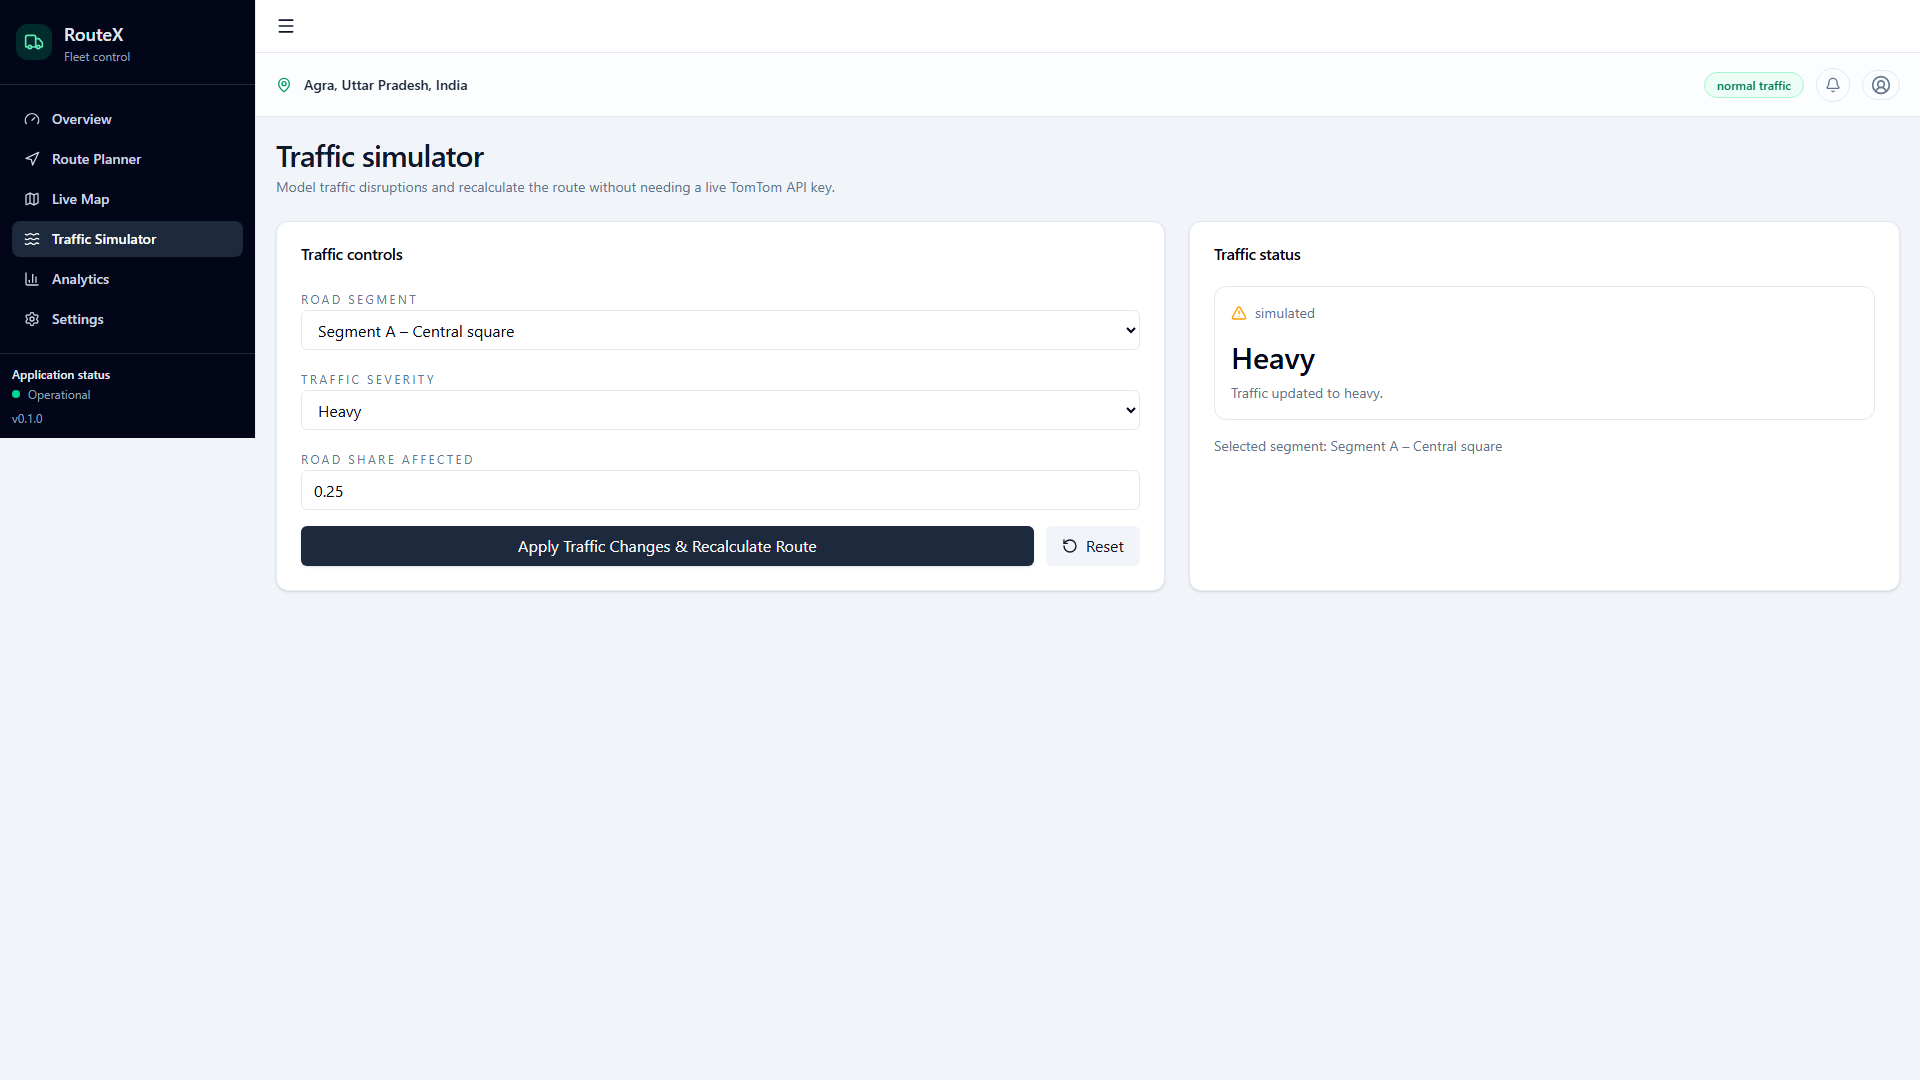 RouteX
Fleet control
Overview
Route Planner
Live Map
Traffic Simulator
Analytics
Settings
Application status
Operational
v0.1.0
Agra, Uttar Pradesh, India
normal traffic
Traffic simulator
Model traffic disruptions and recalculate the route without needing a live TomTom API key.
Traffic controls
ROAD SEGMENT
Segment A – Central square
TRAFFIC SEVERITY
Heavy
ROAD SHARE AFFECTED
0.25
Apply Traffic Changes & Recalculate Route
Reset
Traffic status
simulated
Heavy
Traffic updated to heavy.
Selected segment: Segment A – Central square